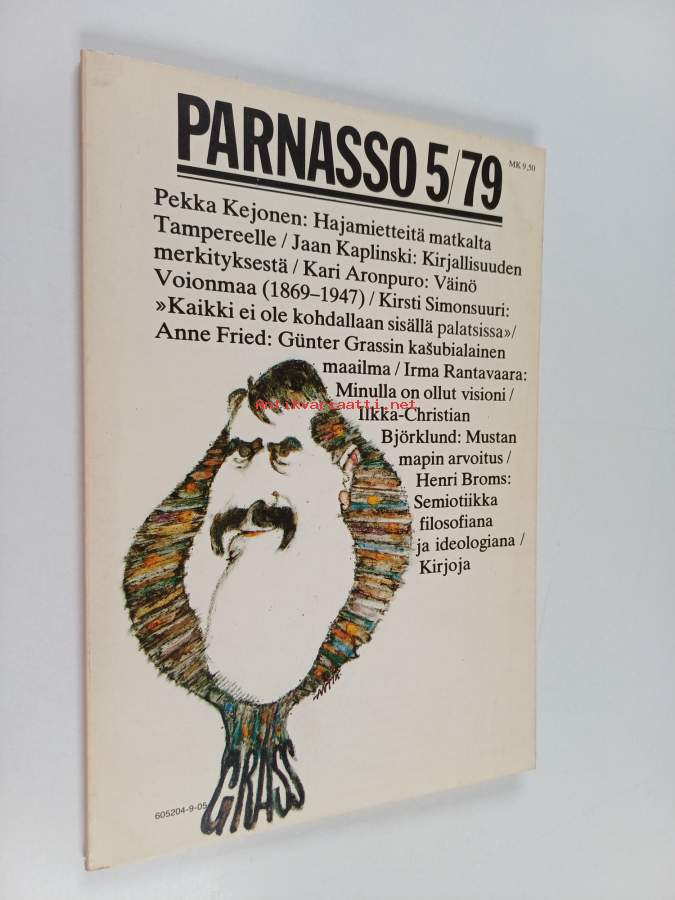 PARNASSO 5/79
MK 9,50
Pekka Kejonen: Hajamietteitä matkalta
Tampereelle / Jaan Kaplinski: Kirjallisuuden
merkityksestä / Kari Aronpuro: Väinö
Voionmaa (1869–1947) / Kirsti Simonsuuri:
»Kaikki ei ole kohdallaan sisällä palatsissa»/
Anne Fried: Günter Grassin kašubialainen
maailma / Irma Rantavaara:
Minulla on ollut visioni /
Ilkka-Christian
Björklund: Mustan
mapin arvoitus /
Henri Broms:
Semiotiikka
filosofiana
ja ideologiana /
Kirjoja
Antikvariaatti.net
GRASS
605204-9-05